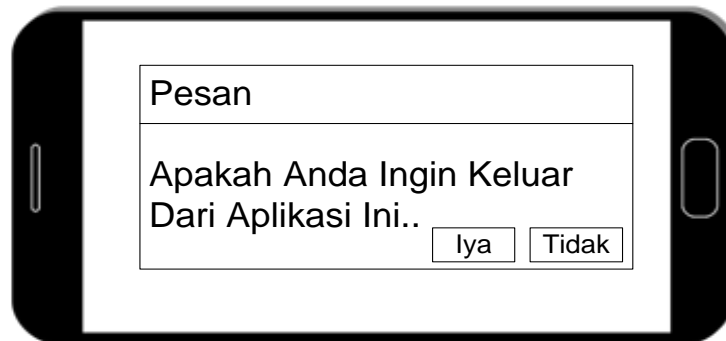 Pesan
Apakah Anda Ingin Keluar
Dari Aplikasi Ini..
Iya
Tidak